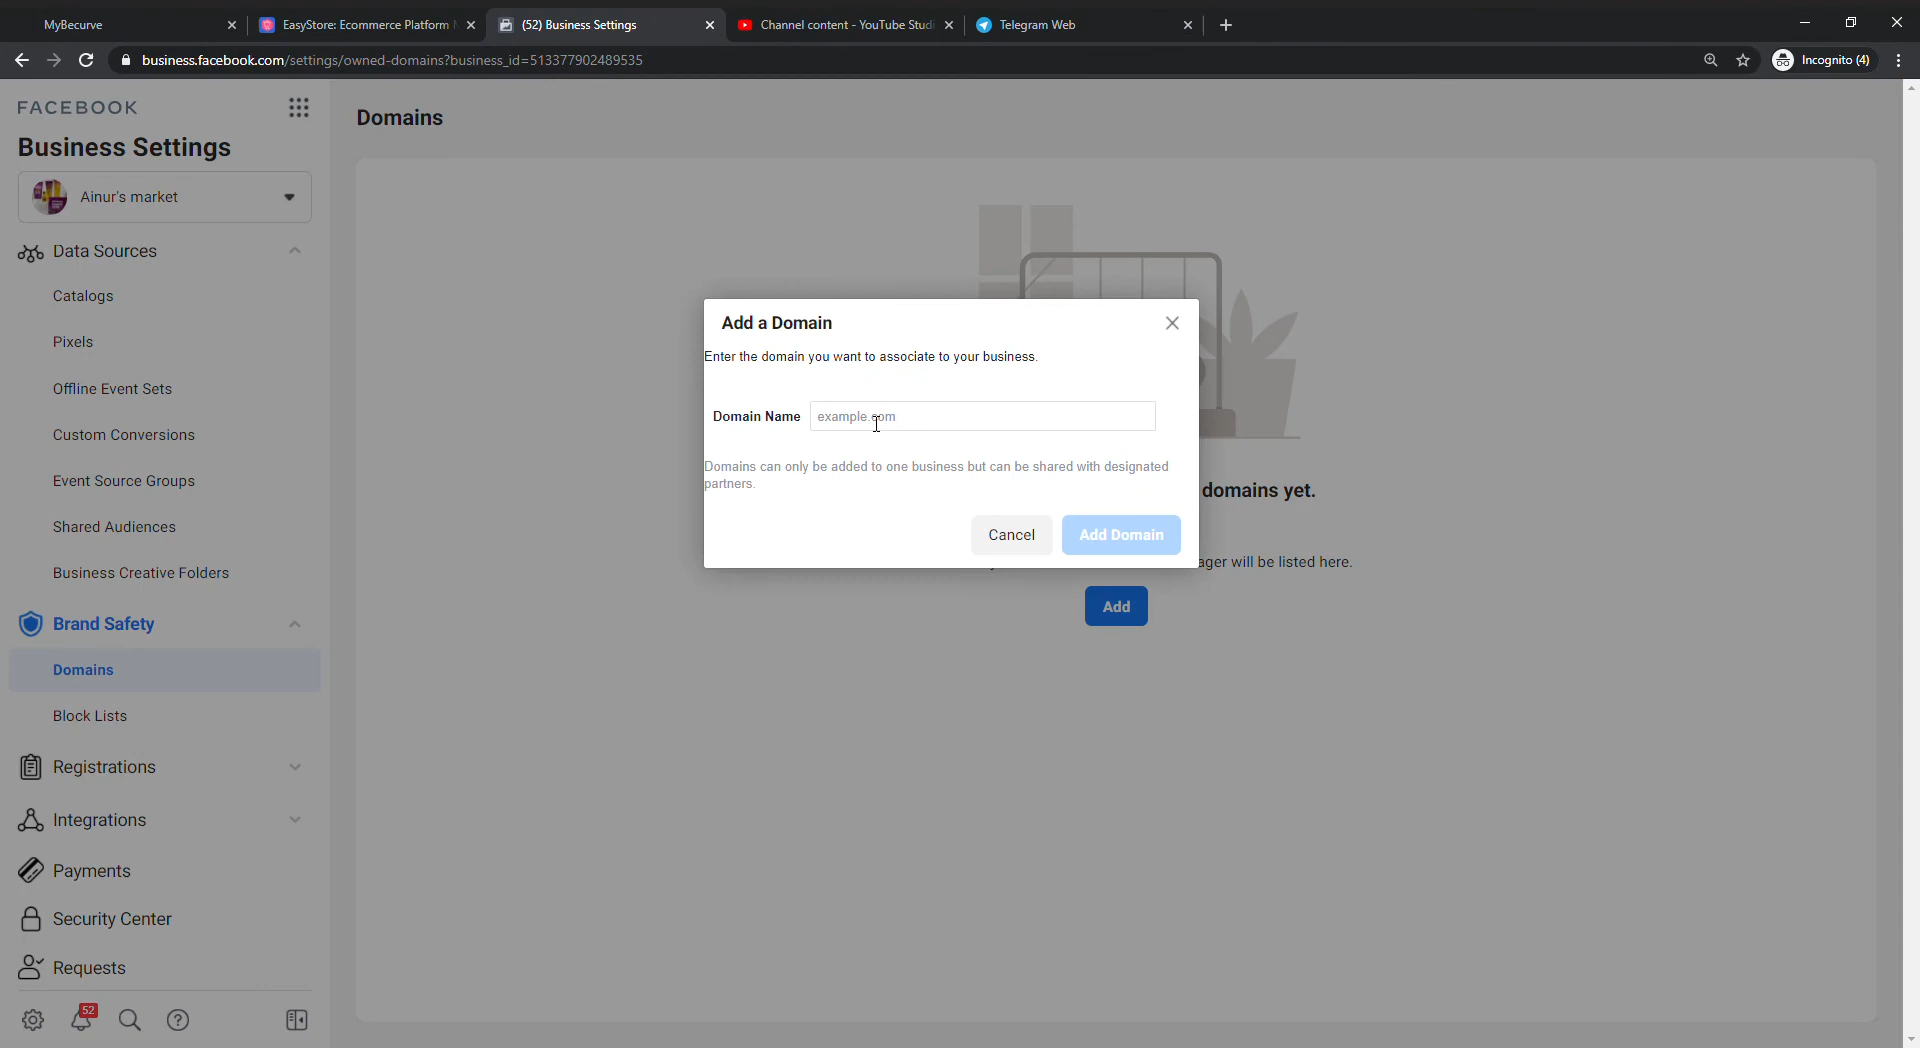 MyBecurve
EasyStore: Ecommerce Platform
(52) Business Settings
Channel content - YouTube Studi
Telegram Web
business.facebook.com/settings/owned-domains?business_id=513377902489535
Incognito (4)
FACEBOOK
Business Settings
Ainur's market
Data Sources
Catalogs
Pixels
Offline Event Sets
Custom Conversions
Event Source Groups
Shared Audiences
Business Creative Folders
Brand Safety
Domains
Block Lists
Registrations
Integrations
Payments
Security Center
Requests
52
Domains
Add a Domain
Enter the domain you want to associate to your business.
Domain Name
example.com
Domains can only be added to one business but can be shared with designated
partners.
Cancel
Add Domain
domains yet.
ager will be listed here.
Add